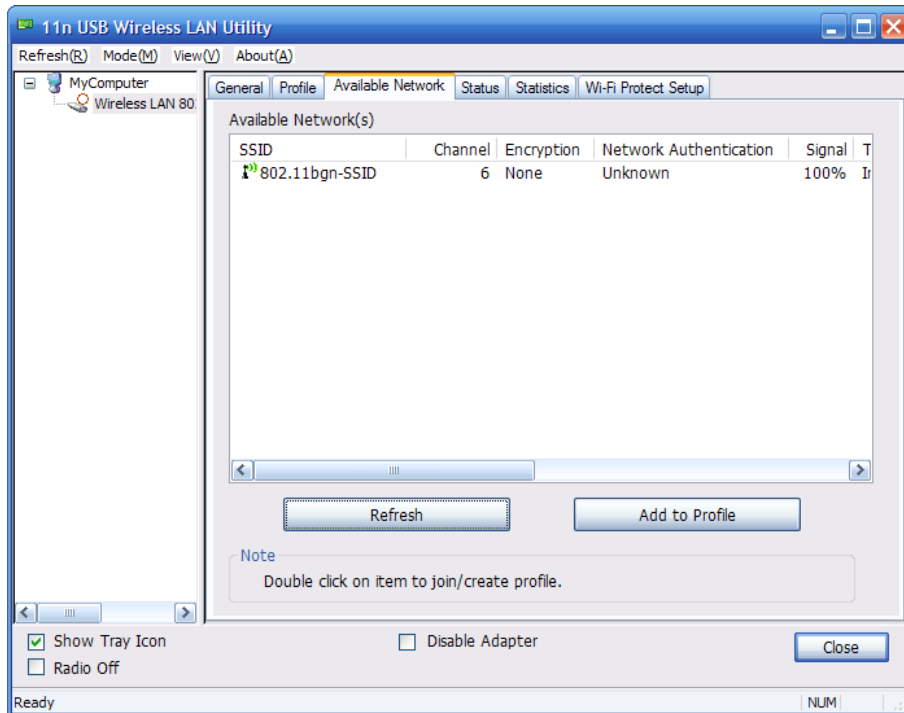 11n USB Wireless LAN Utility
Refresh(R) Mode(M) View(V) About(A)
MyComputer
Wireless LAN 80
General Profile Available Network Status Statistics Wi-Fi Protect Setup
Available Network(s)
SSID Channel Encryption Network Authentication Signal T
802.11bgn-SSID 6 None Unknown 100% Ir
Refresh Add to Profile
Note
Double click on item to join/create profile.
Show Tray Icon Disable Adapter Close
Radio Off
Ready NUM